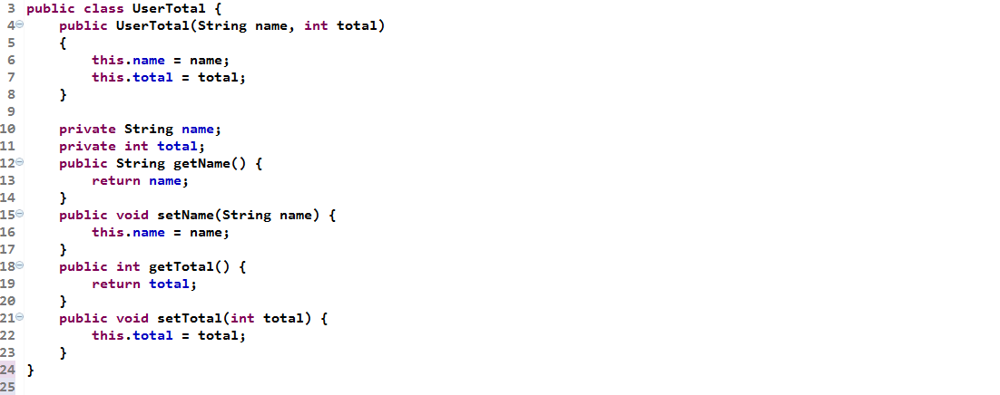 3 public class UserTotal {
4 public UserTotal(String name, int total)
5 {
6 this.name = name;
7 this.total = total;
8 }
9
10 private String name;
11 private int total;
12 public String getName() {
13 return name;
14 }
15 public void setName(String name) {
16 this.name = name;
17 }
18 public int getTotal() {
19 return total;
20 }
21 public void setTotal(int total) {
22 this.total = total;
23 }
24 }
25